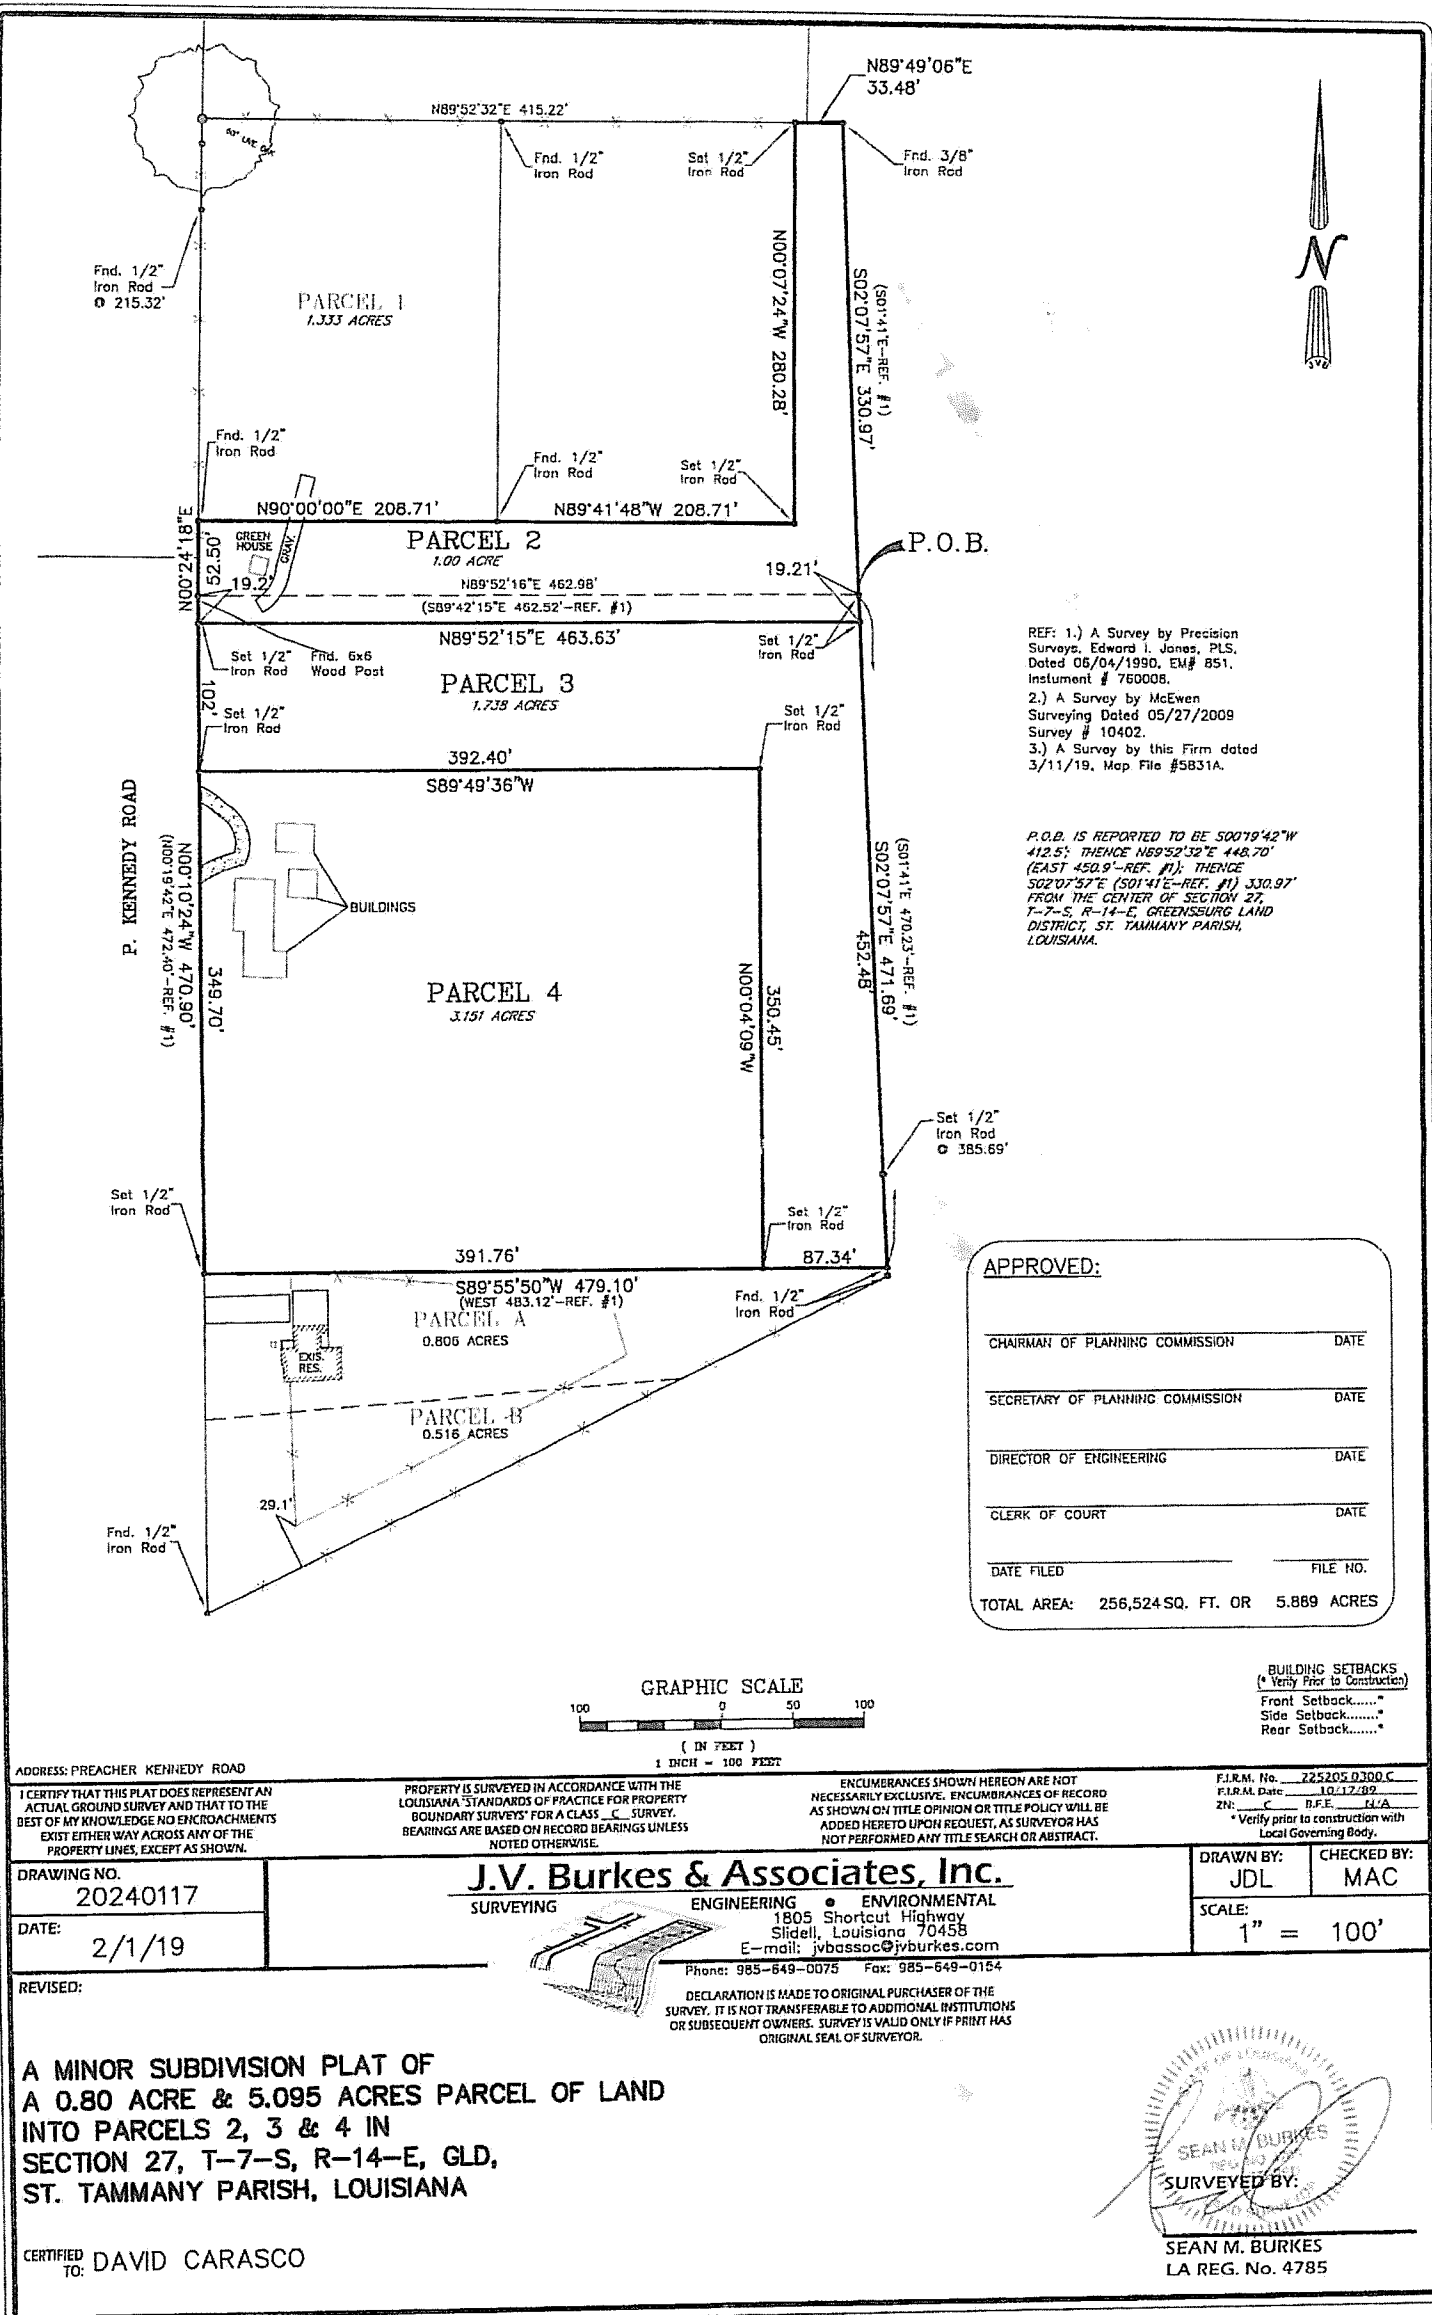 N89°49'06"E
33.48'
N89°52'32"E 415.22'
60" LIVE OAK
Fnd. 1/2"
Iron Rod
Set 1/2"
Iron Rod
Fnd. 3/8"
Iron Rod
N
JVB
Fnd. 1/2"
Iron Rod
@ 215.32'
PARCEL 1
1.333 ACRES
N00°07'24"W 280.28'
(S01°41'E-REF. #1)
S02°07'57"E 330.97'
Fnd. 1/2"
Iron Rod
Fnd. 1/2"
Iron Rod
Set 1/2"
Iron Rod
N90°00'00"E 208.71'
N89°41'48"W 208.71'
N00°24'18"E
52.50'
GREEN
HOUSE
GRAV.
PARCEL 2
1.00 ACRE
P.O.B.
19.2'
19.21'
N89°52'16"E 462.98'
(S89°42'15"E 462.52'-REF. #1)
N89°52'15"E 463.63'
Set 1/2"
Iron Rod
Fnd. 6x6
Wood Post
Set 1/2"
Iron Rod
PARCEL 3
1.738 ACRES
102'
Set 1/2"
Iron Rod
Set 1/2"
Iron Rod
392.40'
S89°49'36"W
REF: 1.) A Survey by Precision
Surveys, Edward I. Jones, PLS,
Dated 06/04/1990, EM# 851,
Instument # 760008.
2.) A Survey by McEwen
Surveying Dated 05/27/2009
Survey # 10402.
3.) A Survey by this Firm dated
3/11/19, Map File #5831A.
P.O.B. IS REPORTED TO BE S00°19'42"W
412.5'; THENCE N89°52'32"E 448.70'
(EAST 450.9'-REF. #1); THENCE
S02°07'57"E (S01°41'E-REF. #1) 330.97'
FROM THE CENTER OF SECTION 27,
T-7-S, R-14-E, GREENSBURG LAND
DISTRICT, ST. TAMMANY PARISH,
LOUISIANA.
P. KENNEDY ROAD
(N00°19'42"E 472.40'-REF. #1)
N00°10'24"W 470.90'
349.70'
BUILDINGS
PARCEL 4
3.151 ACRES
350.45'
N00°04'09"W
(S01°41'E 470.23'-REF. #1)
S02°07'57"E 471.69'
452.48'
Set 1/2"
Iron Rod
@ 385.69'
Set 1/2"
Iron Rod
Set 1/2"
Iron Rod
391.76'
87.34'
S89°55'50"W 479.10'
(WEST 483.12'-REF. #1)
Fnd. 1/2"
Iron Rod
PARCEL A
0.806 ACRES
EXIS.
RES.
PARCEL B
0.516 ACRES
29.1'
Fnd. 1/2"
Iron Rod
APPROVED:
CHAIRMAN OF PLANNING COMMISSION DATE
SECRETARY OF PLANNING COMMISSION DATE
DIRECTOR OF ENGINEERING DATE
CLERK OF COURT DATE
DATE FILED FILE NO.
TOTAL AREA: 256,524 SQ. FT. OR 5.889 ACRES
GRAPHIC SCALE
100 0 50 100
( IN FEET )
1 INCH = 100 FEET
BUILDING SETBACKS
(* Verify Prior to Construction)
Front Setback......*
Side Setback........*
Rear Setback.......*
ADDRESS: PREACHER KENNEDY ROAD
I CERTIFY THAT THIS PLAT DOES REPRESENT AN
ACTUAL GROUND SURVEY AND THAT TO THE
BEST OF MY KNOWLEDGE NO ENCROACHMENTS
EXIST EITHER WAY ACROSS ANY OF THE
PROPERTY LINES, EXCEPT AS SHOWN.
PROPERTY IS SURVEYED IN ACCORDANCE WITH THE
LOUISIANA "STANDARDS OF PRACTICE FOR PROPERTY
BOUNDARY SURVEYS" FOR A CLASS C SURVEY.
BEARINGS ARE BASED ON RECORD BEARINGS UNLESS
NOTED OTHERWISE.
ENCUMBRANCES SHOWN HEREON ARE NOT
NECESSARILY EXCLUSIVE. ENCUMBRANCES OF RECORD
AS SHOWN ON TITLE OPINION OR TITLE POLICY WILL BE
ADDED HERETO UPON REQUEST, AS SURVEYOR HAS
NOT PERFORMED ANY TITLE SEARCH OR ABSTRACT.
F.I.R.M. No. 225205 0300 C
F.I.R.M. Date 10/17/89
ZN: C B.F.E. N/A
* Verify prior to construction with
Local Governing Body.
DRAWING NO.
20240117
DATE:
2/1/19
J.V. Burkes & Associates, Inc.
SURVEYING ENGINEERING ● ENVIRONMENTAL
1805 Shortcut Highway
Slidell, Louisiana 70458
E-mail: jvbassoc@jvburkes.com
Phone: 985-649-0075 Fax: 985-649-0154
DRAWN BY:
JDL
CHECKED BY:
MAC
SCALE:
1" = 100'
REVISED:
DECLARATION IS MADE TO ORIGINAL PURCHASER OF THE
SURVEY. IT IS NOT TRANSFERABLE TO ADDITIONAL INSTITUTIONS
OR SUBSEQUENT OWNERS. SURVEY IS VALID ONLY IF PRINT HAS
ORIGINAL SEAL OF SURVEYOR.
A MINOR SUBDIVISION PLAT OF
A 0.80 ACRE & 5.095 ACRES PARCEL OF LAND
INTO PARCELS 2, 3 & 4 IN
SECTION 27, T-7-S, R-14-E, GLD,
ST. TAMMANY PARISH, LOUISIANA
CERTIFIED TO: DAVID CARASCO
SEAN M. BURKES
SURVEYED BY:
SEAN M. BURKES
LA REG. No. 4785